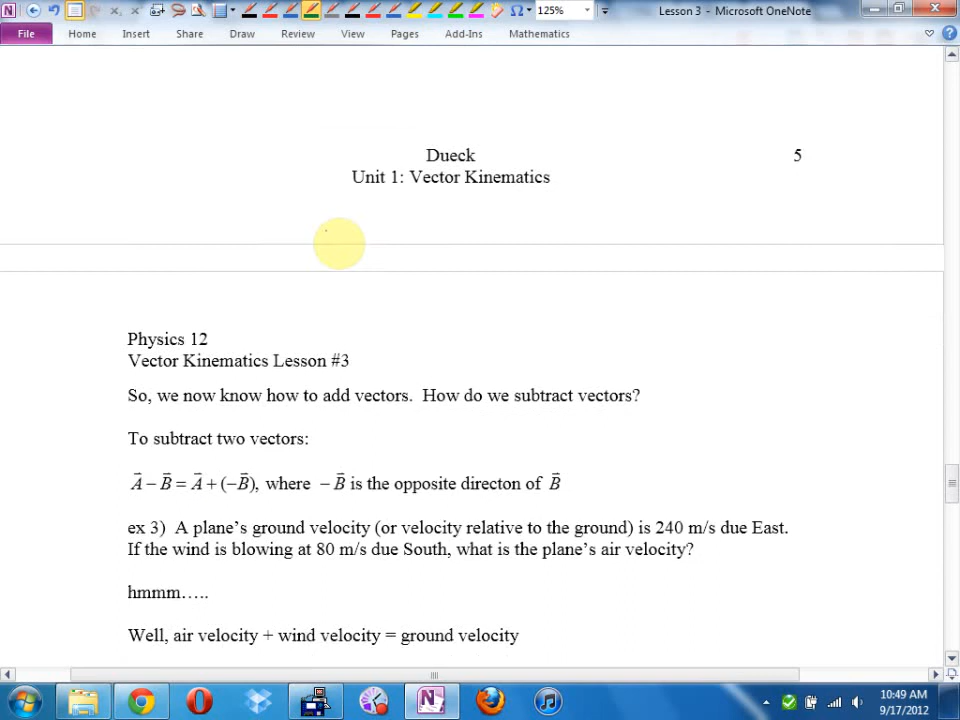 125%
Lesson 3 - Microsoft OneNote
File Home Insert Share Draw Review View Pages Add-Ins Mathematics
Dueck 5
Unit 1: Vector Kinematics
Physics 12
Vector Kinematics Lesson #3
So, we now know how to add vectors. How do we subtract vectors?
To subtract two vectors:
A⃗ − B⃗ = A⃗ + (−B⃗), where − B⃗ is the opposite directon of B⃗
ex 3) A plane's ground velocity (or velocity relative to the ground) is 240 m/s due East.
If the wind is blowing at 80 m/s due South, what is the plane's air velocity?
hmmm.....
Well, air velocity + wind velocity = ground velocity
10:49 AM
9/17/2012